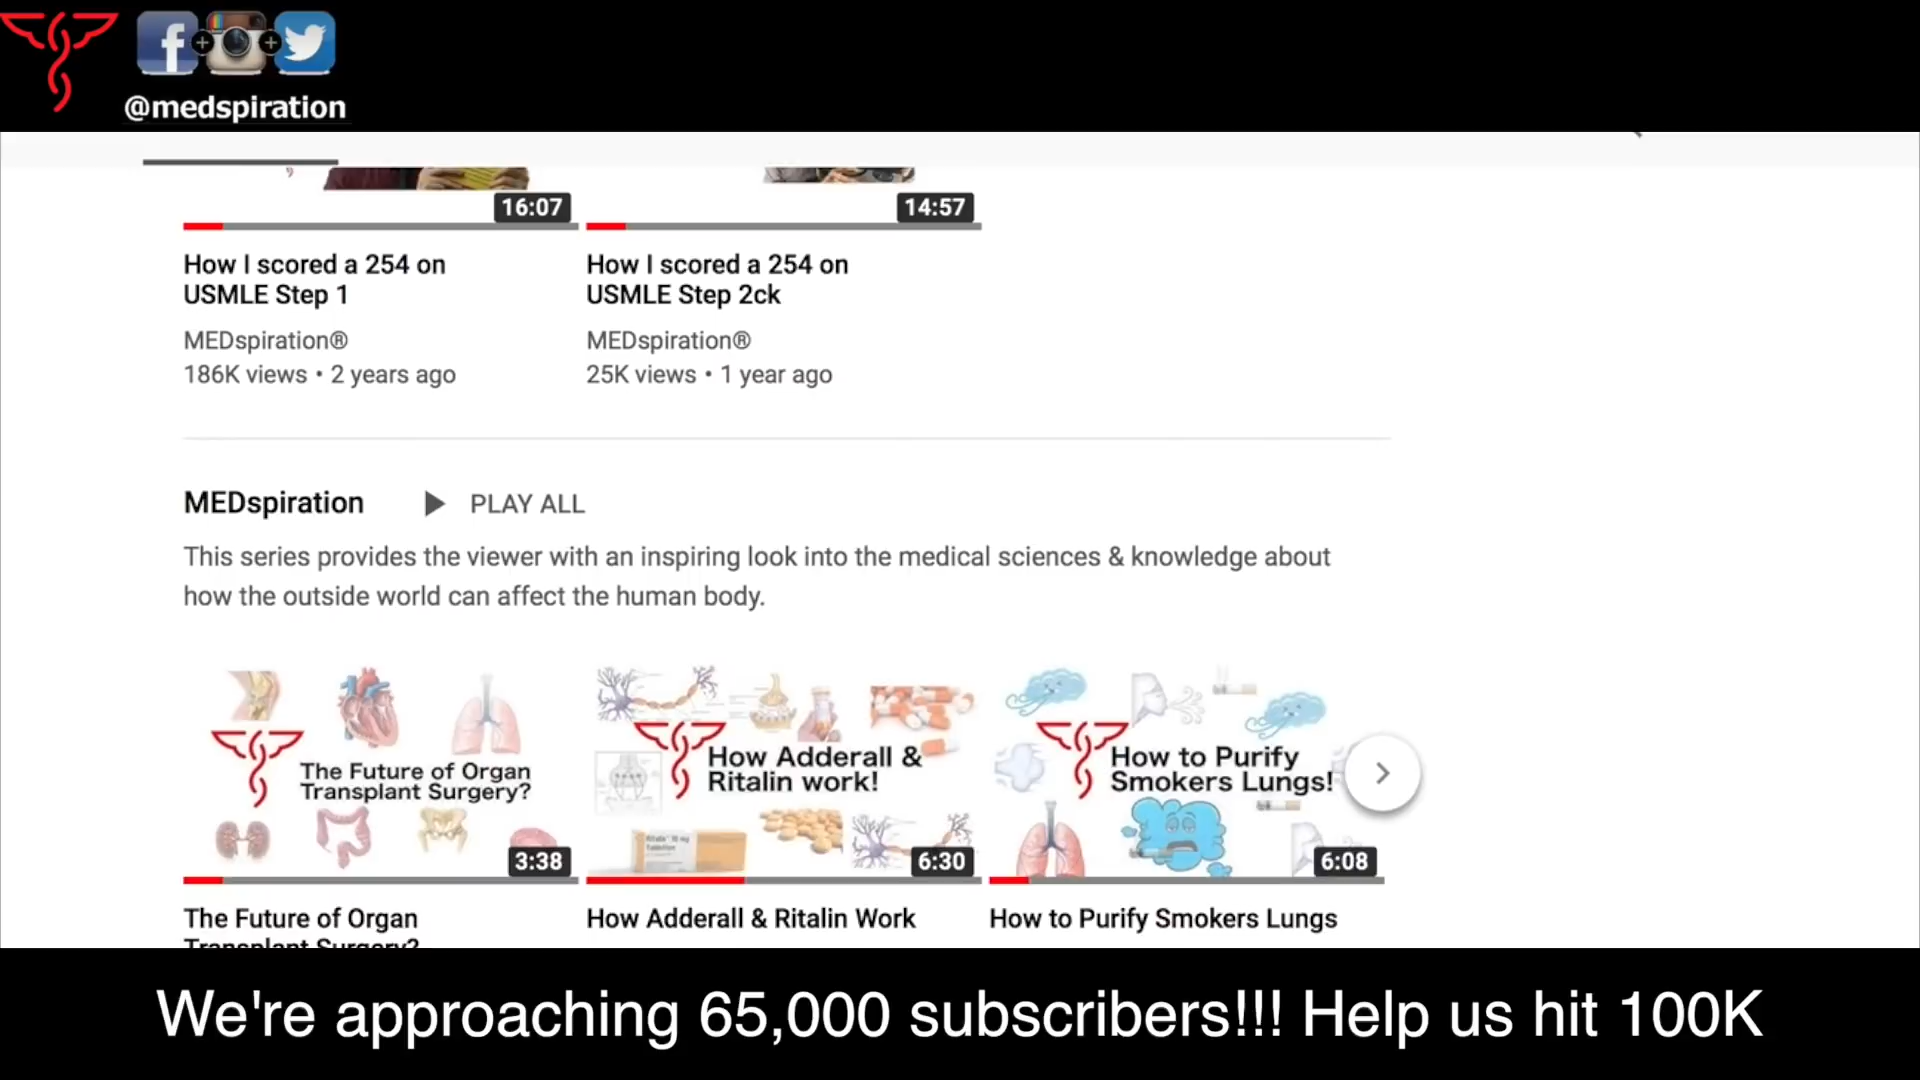 @medspiration
16:07
14:57
How I scored a 254 on
USMLE Step 1
How I scored a 254 on
USMLE Step 2ck
MEDspiration®
186K views • 2 years ago
MEDspiration®
25K views • 1 year ago
MEDspiration
PLAY ALL
This series provides the viewer with an inspiring look into the medical sciences & knowledge about
how the outside world can affect the human body.
The Future of Organ
Transplant Surgery?
3:38
How Adderall &
Ritalin work!
6:30
How to Purify
Smokers Lungs!
6:08
The Future of Organ
Transplant Surgery?
How Adderall & Ritalin Work
How to Purify Smokers Lungs
We're approaching 65,000 subscribers!!! Help us hit 100K